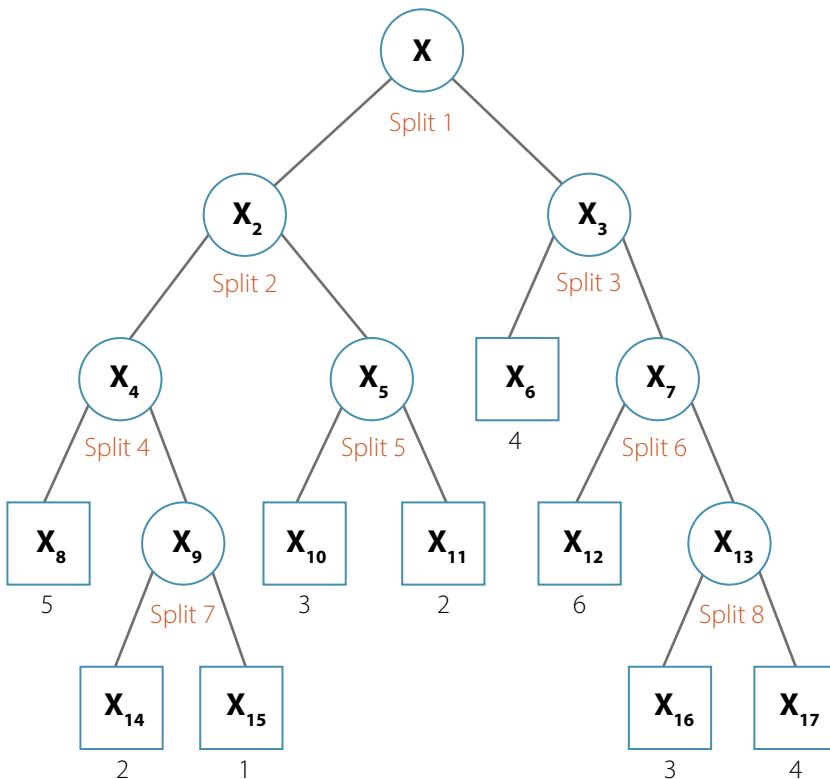 X
Split 1
X₂
X₃
Split 2
Split 3
X₄
X₅
X₆
X₇
Split 4
Split 5
4
Split 6
X₈
X₉
X₁₀
X₁₁
X₁₂
X₁₃
5
Split 7
3
2
6
Split 8
X₁₄
X₁₅
X₁₆
X₁₇
2
1
3
4